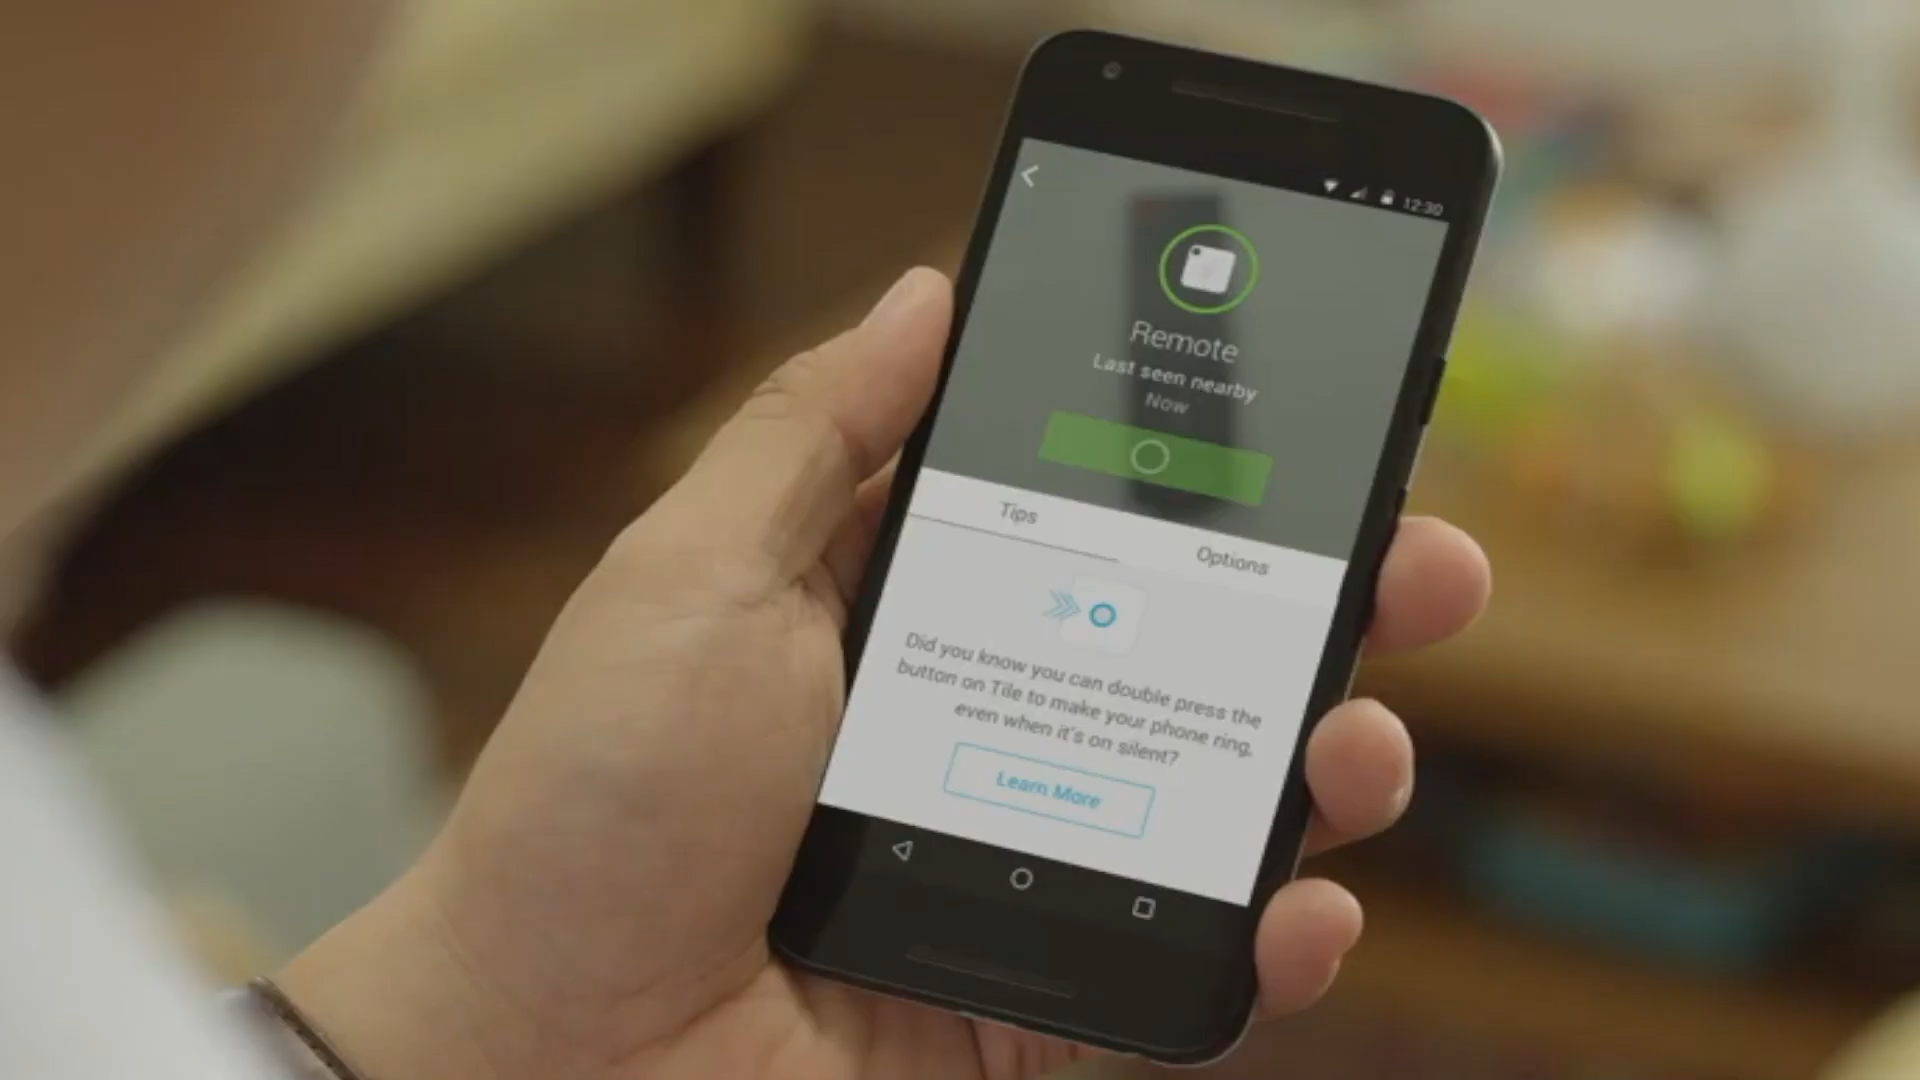 12:30
Remote
Last seen nearby
Now
Tips
Options
Did you know you can double press the
button on Tile to make your phone ring,
even when it's on silent?
Learn More